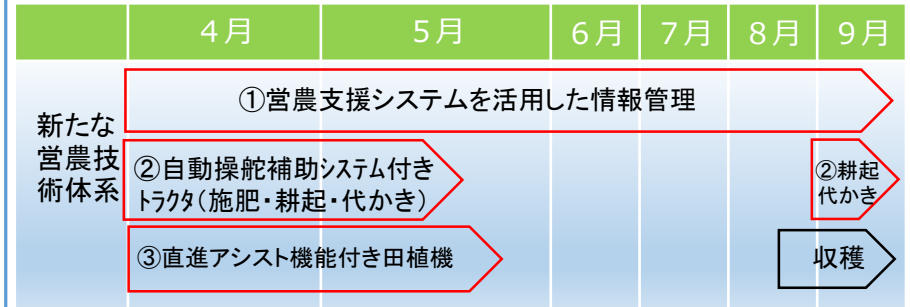 4月 5月 6月 7月 8月 9月
新たな
営農技
術体系
①営農支援システムを活用した情報管理
②自動操舵補助システム付き
トラクタ(施肥・耕起・代かき)
②耕起
代かき
③直進アシスト機能付き田植機
収穫